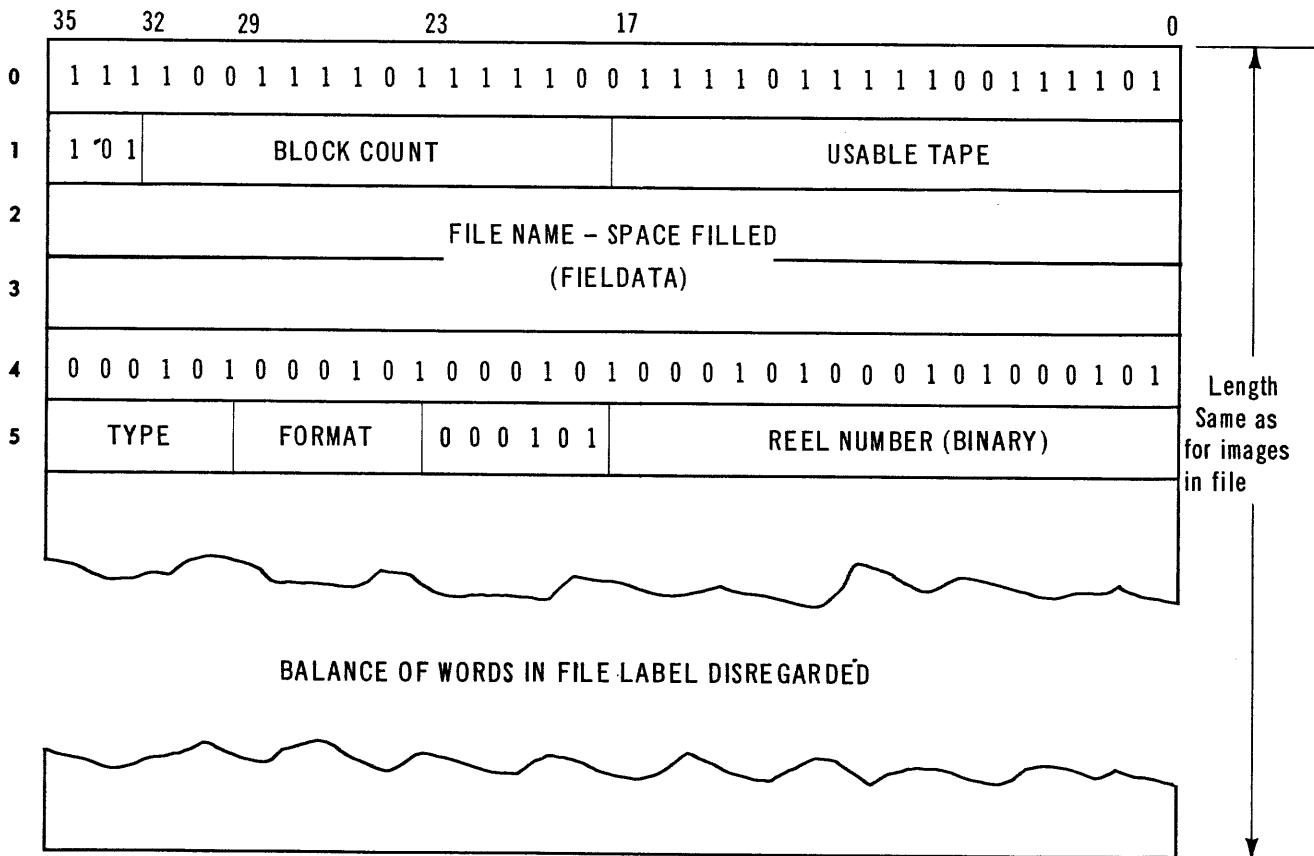 35 32 29 23 17 0
0 1 1 1 1 0 0 1 1 1 1 0 1 1 1 1 1 0 0 1 1 1 1 0 1 1 1 1 1 0 0 1 1 1 1 0 1
1 1 0 1 BLOCK COUNT USABLE TAPE
2
FILE NAME – SPACE FILLED
(FIELDATA)
3
4 0 0 0 1 0 1 0 0 0 1 0 1 0 0 0 1 0 1 0 0 0 1 0 1 0 0 0 1 0 1 0 0 0 1 0 1
5 TYPE FORMAT 0 0 0 1 0 1 REEL NUMBER (BINARY)
Length
Same as
for images
in file
BALANCE OF WORDS IN FILE LABEL DISREGARDED